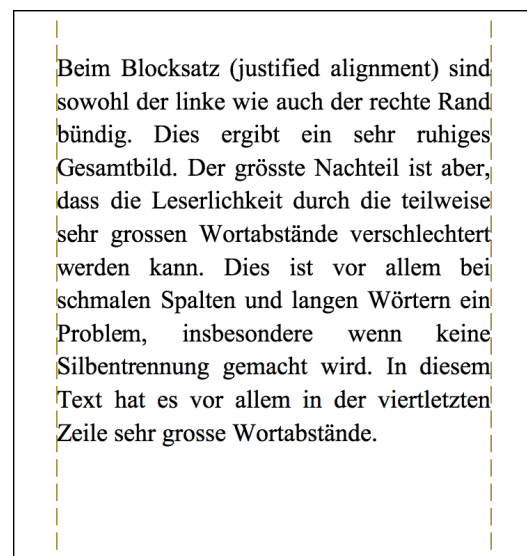 Beim Blocksatz (justified alignment) sind
sowohl der linke wie auch der rechte Rand
bündig. Dies ergibt ein sehr ruhiges
Gesamtbild. Der grösste Nachteil ist aber,
dass die Leserlichkeit durch die teilweise
sehr grossen Wortabstände verschlechtert
werden kann. Dies ist vor allem bei
schmalen Spalten und langen Wörtern ein
Problem, insbesondere wenn keine
Silbentrennung gemacht wird. In diesem
Text hat es vor allem in der viertletzten
Zeile sehr grosse Wortabstände.